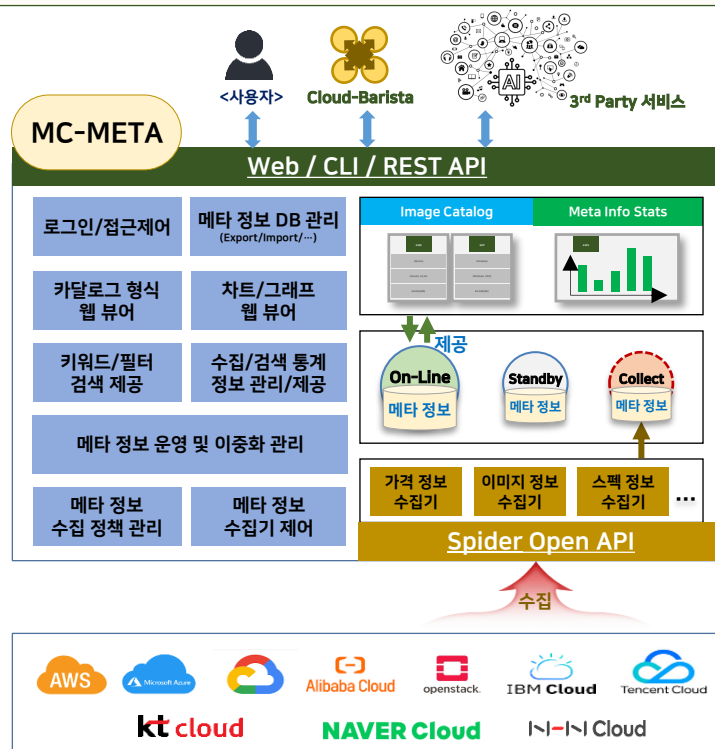 <사용자>
Cloud-Barista
AI
3rd Party 서비스
MC-META
Web / CLI / REST API
로그인/접근제어
메타 정보 DB 관리
(Export/Import/…)
카달로그 형식
웹 뷰어
차트/그래프
웹 뷰어
키워드/필터
검색 제공
수집/검색 통계
정보 관리/제공
메타 정보 운영 및 이중화 관리
메타 정보
수집 정책 관리
메타 정보
수집기 제어
Image Catalog
Meta Info Stats
제공
On-Line
메타 정보
Standby
메타 정보
Collect
메타 정보
가격 정보
수집기
이미지 정보
수집기
스펙 정보
수집기
...
Spider Open API
수집
AWS
Microsoft Azure
Alibaba Cloud
openstack.
IBM Cloud
Tencent Cloud
kt cloud
NAVER Cloud
NHN Cloud